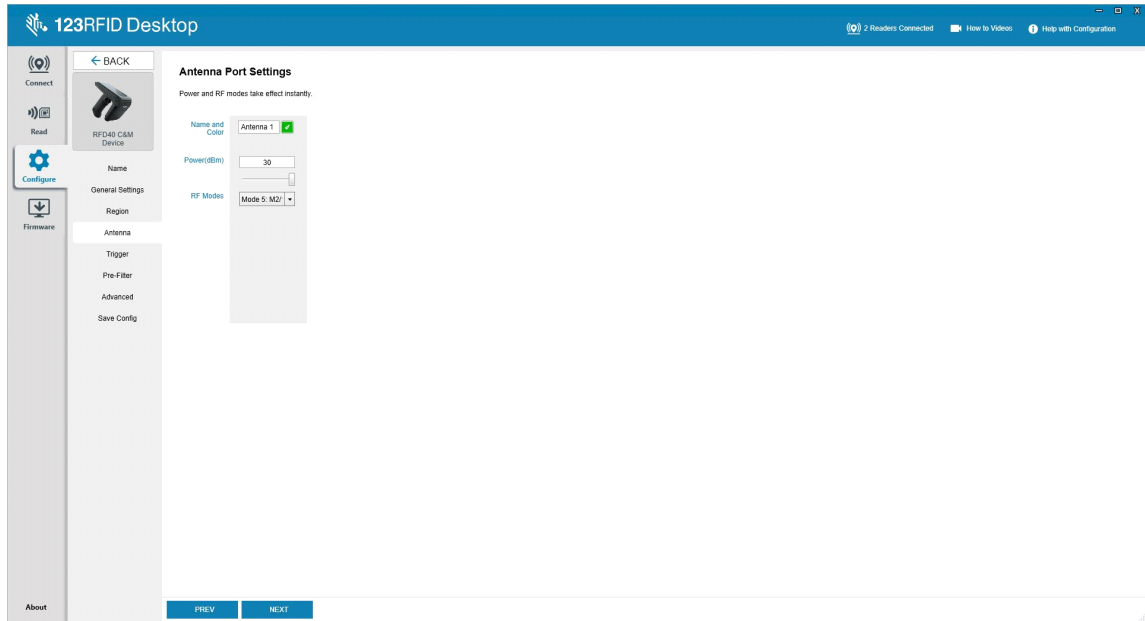 123RFID Desktop
2 Readers Connected
How to Videos
Help with Configuration
Connect
Read
Configure
Firmware
About
BACK
RFD40 C&M
Device
Name
General Settings
Region
Antenna
Trigger
Pre-Filter
Advanced
Save Config
Antenna Port Settings
Power and RF modes take effect instantly.
Name and
Color
Antenna 1
Power(dBm)
30
RF Modes
Mode 5: M2/
PREV
NEXT